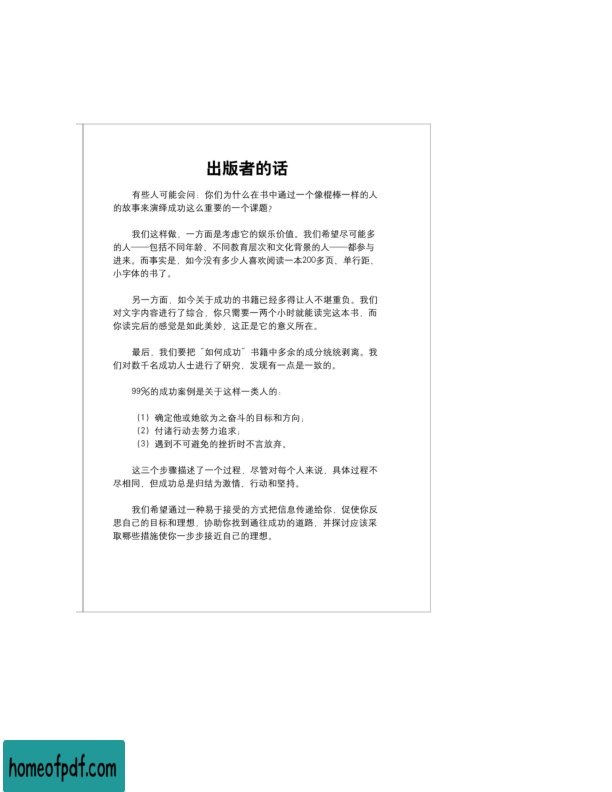 出版者的话
有些人可能会问：你们为什么在书中通过一个像棍棒一样的人
的故事来演绎成功这么重要的一个课题？
我们这样做，一方面是考虑它的娱乐价值。我们希望尽可能多
的人——包括不同年龄、不同教育层次和文化背景的人——都参与
进来。而事实是，如今没有多少人喜欢阅读一本200多页、单行距、
小字体的书了。
另一方面，如今关于成功的书籍已经多得让人不堪重负。我们
对文字内容进行了综合，你只需要一两个小时就能读完这本书，而
你读完后的感觉是如此美妙，这正是它的意义所在。
最后，我们要把“如何成功”书籍中多余的成分统统剥离。我
们对数千名成功人士进行了研究，发现有一点是一致的。
99%的成功案例是关于这样一类人的：
（1）确定他或她欲为之奋斗的目标和方向；
（2）付诸行动去努力追求；
（3）遇到不可避免的挫折时不言放弃。
这三个步骤描述了一个过程，尽管对每个人来说，具体过程不
尽相同，但成功总是归结为激情，行动和坚持。
我们希望通过一种易于接受的方式把信息传递给你，促使你反
思自己的目标和理想，协助你找到通往成功的道路，并探讨应该采
取哪些措施使你一步步接近自己的理想。
homeofpdf.com